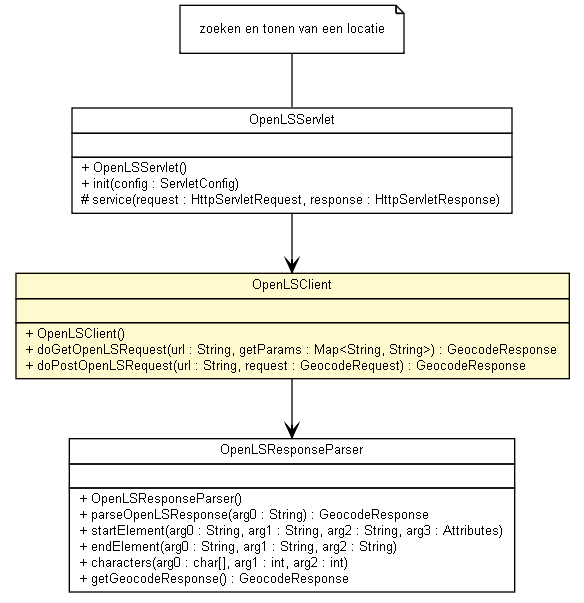 zoeken en tonen van een locatie
OpenLSServlet
+ OpenLSServlet()
+ init(config : ServletConfig)
# service(request : HttpServletRequest, response : HttpServletResponse)
OpenLSClient
+ OpenLSClient()
+ doGetOpenLSRequest(url : String, getParams : Map<String, String>) : GeocodeResponse
+ doPostOpenLSRequest(url : String, request : GeocodeRequest) : GeocodeResponse
OpenLSResponseParser
+ OpenLSResponseParser()
+ parseOpenLSResponse(arg0 : String) : GeocodeResponse
+ startElement(arg0 : String, arg1 : String, arg2 : String, arg3 : Attributes)
+ endElement(arg0 : String, arg1 : String, arg2 : String)
+ characters(arg0 : char[], arg1 : int, arg2 : int)
+ getGeocodeResponse() : GeocodeResponse